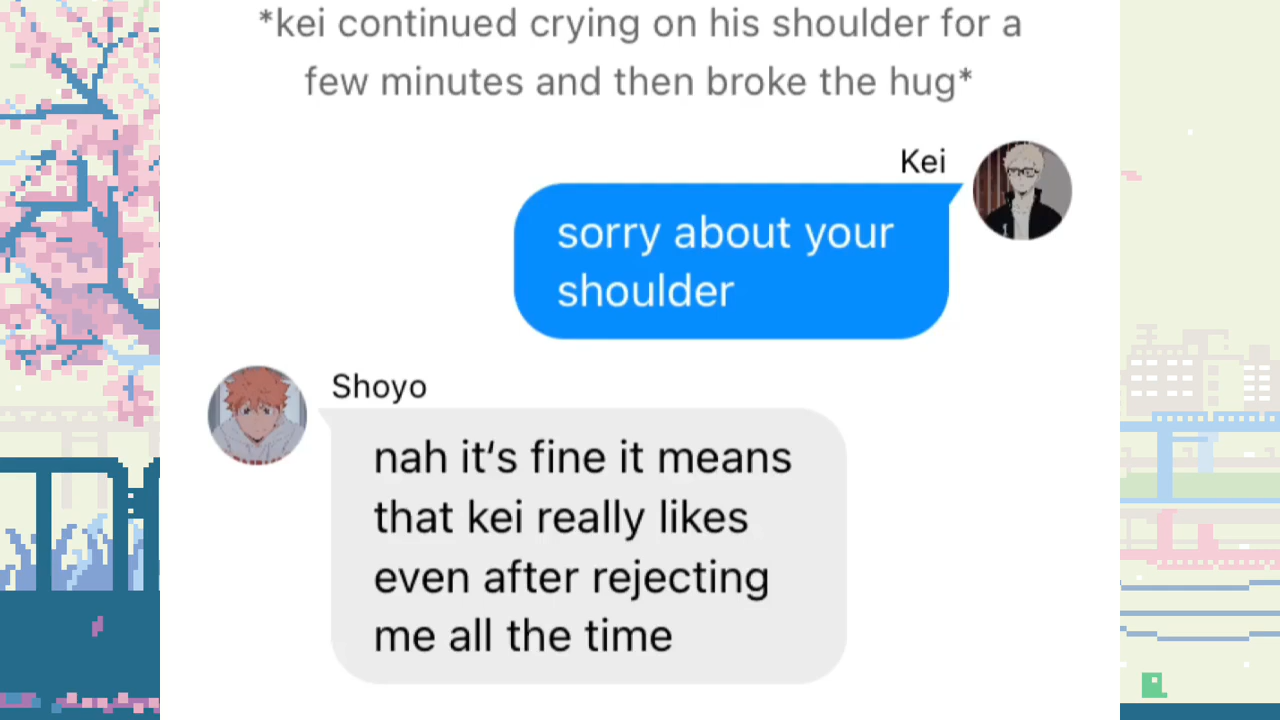 *kei continued crying on his shoulder for a
few minutes and then broke the hug*
Kei
sorry about your
shoulder
Shoyo
nah it‘s fine it means
that kei really likes
even after rejecting
me all the time